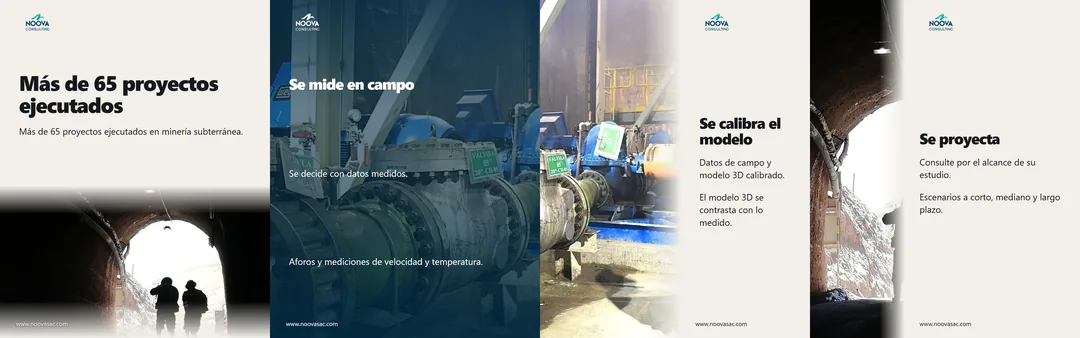 NOOVA
CONSULTING
Más de 65 proyectos
ejecutados
Más de 65 proyectos ejecutados en minería subterránea.
www.noovasac.com
NOOVA
CONSULTING
Se mide en campo
Se decide con datos medidos.
Aforos y mediciones de velocidad y temperatura.
www.noovasac.com
NOOVA
CONSULTING
Se calibra el
modelo
Datos de campo y
modelo 3D calibrado.
El modelo 3D se
contrasta con lo
medido.
www.noovasac.com
NOOVA
CONSULTING
Se proyecta
Consulte por el alcance de su
estudio.
Escenarios a corto, mediano y largo
plazo.
www.noovasac.com